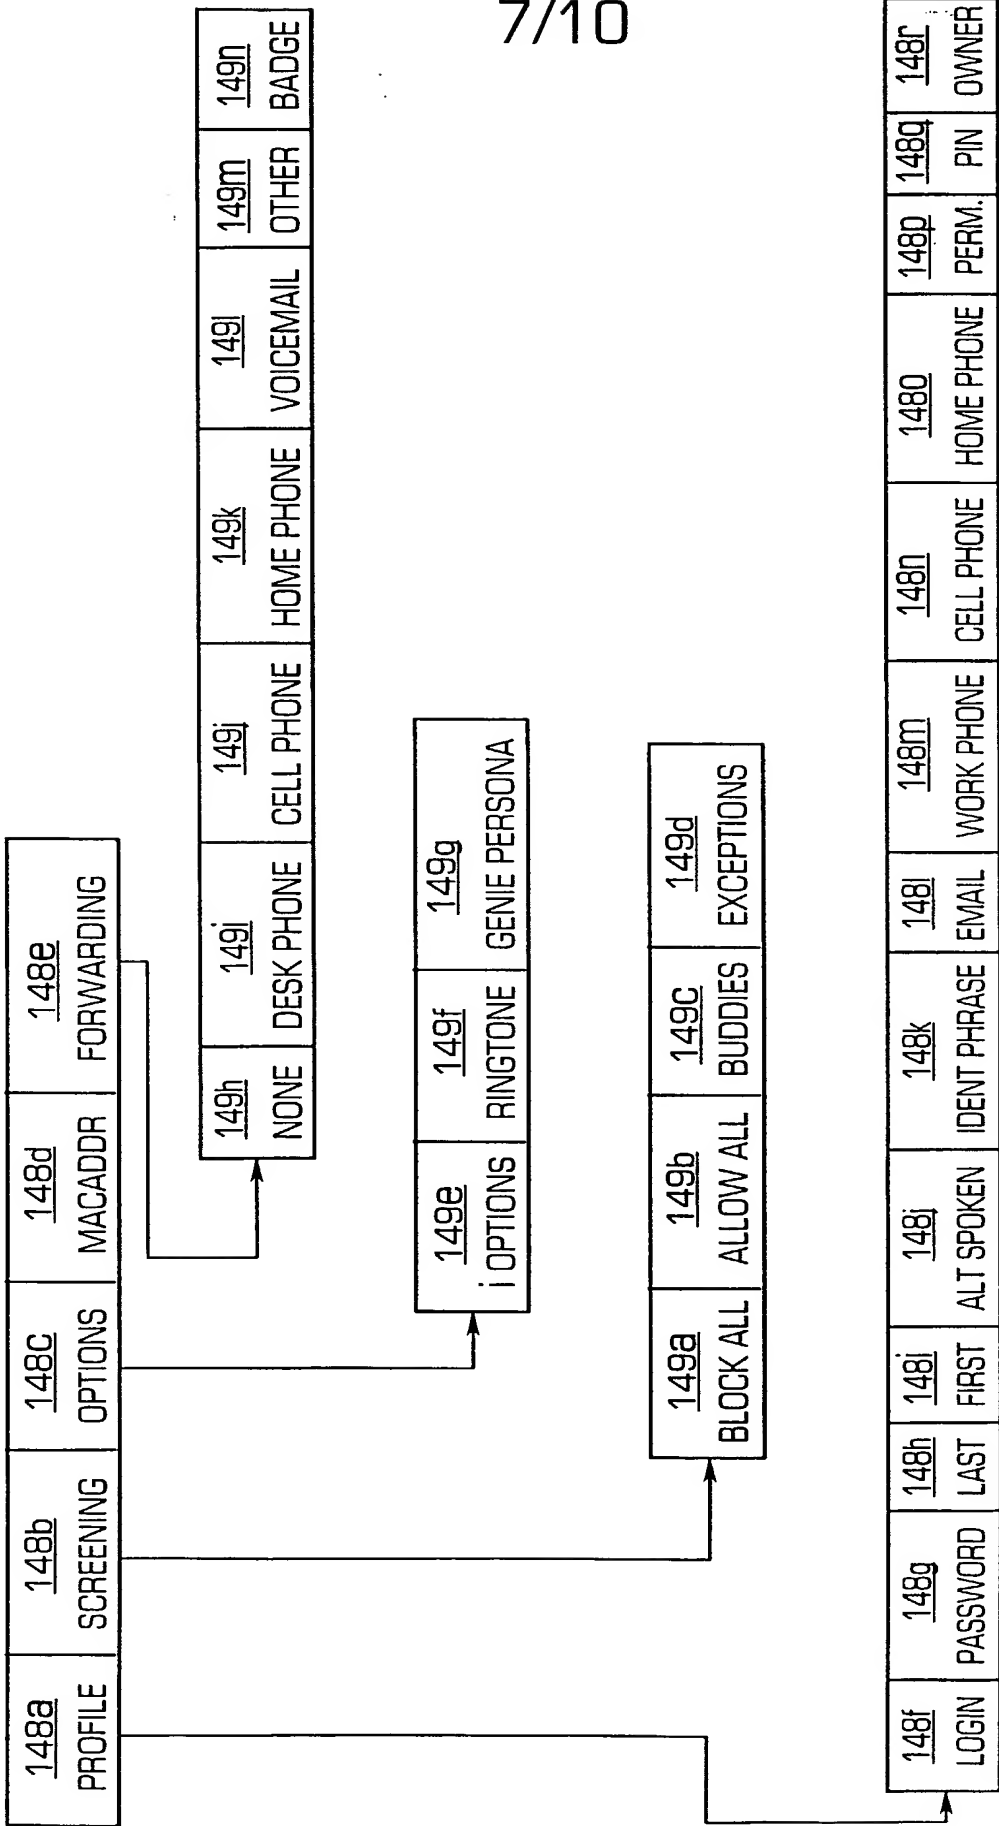 7/10
148a
PROFILE
148b
SCREENING
148c
OPTIONS
148d
MACADDR
148e
FORWARDING
149h
NONE
149i
DESK PHONE
149j
CELL PHONE
149k
HOME PHONE
149l
VOICEMAIL
149m
OTHER
149n
BADGE
149e
i OPTIONS
149f
RINGTONE
149g
GENIE PERSONA
149a
BLOCK ALL
149b
ALLOW ALL
149c
BUDDIES
149d
EXCEPTIONS
148f
LOGIN
148g
PASSWORD
148h
LAST
148i
FIRST
148j
ALT SPOKEN
148k
IDENT PHRASE
148l
EMAIL
148m
WORK PHONE
148n
CELL PHONE
148o
HOME PHONE
148p
PERM.
148q
PIN
148r
OWNER